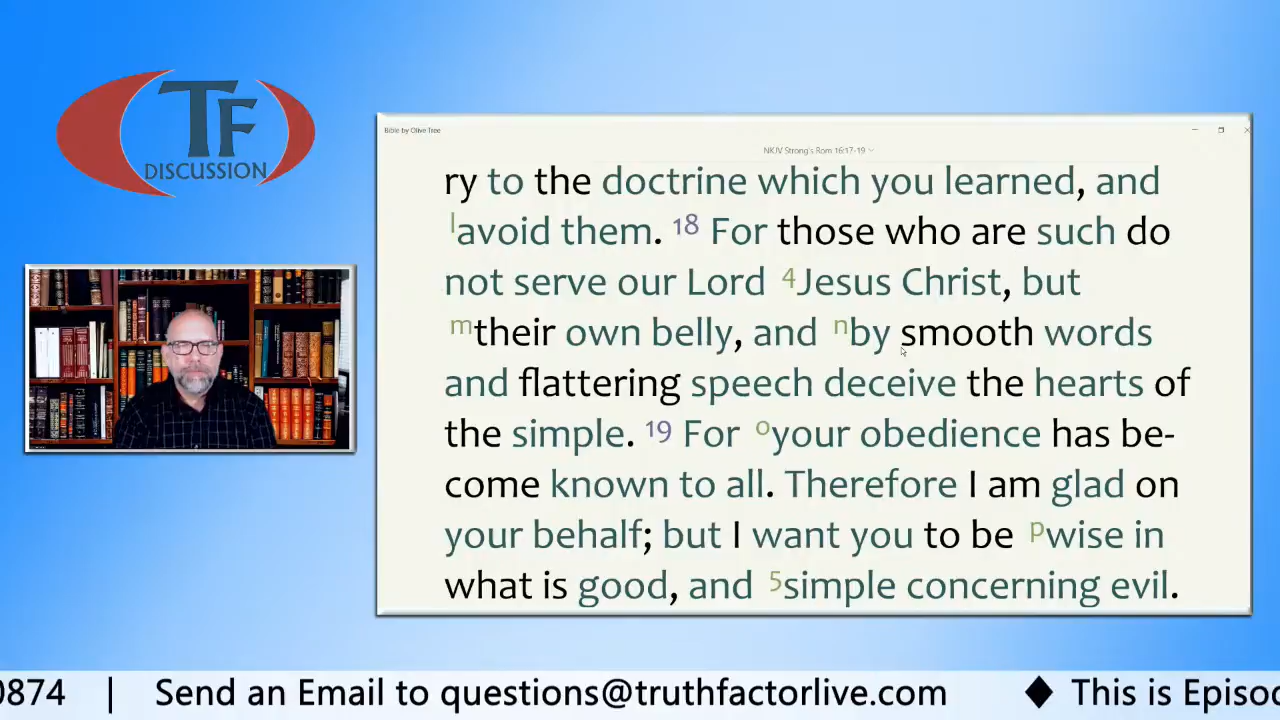 TF
DISCUSSION
Bible by Olive Tree
NKJV Strong's Rom 16:17-19
ry to the doctrine which you learned, and
lavoid them. 18 For those who are such do
not serve our Lord 4Jesus Christ, but
mtheir own belly, and nby smooth words
and flattering speech deceive the hearts of
the simple. 19 For oyour obedience has be-
come known to all. Therefore I am glad on
your behalf; but I want you to be pwise in
what is good, and 5simple concerning evil.
0874 | Send an Email to questions@truthfactorlive.com ◆ This is Episo